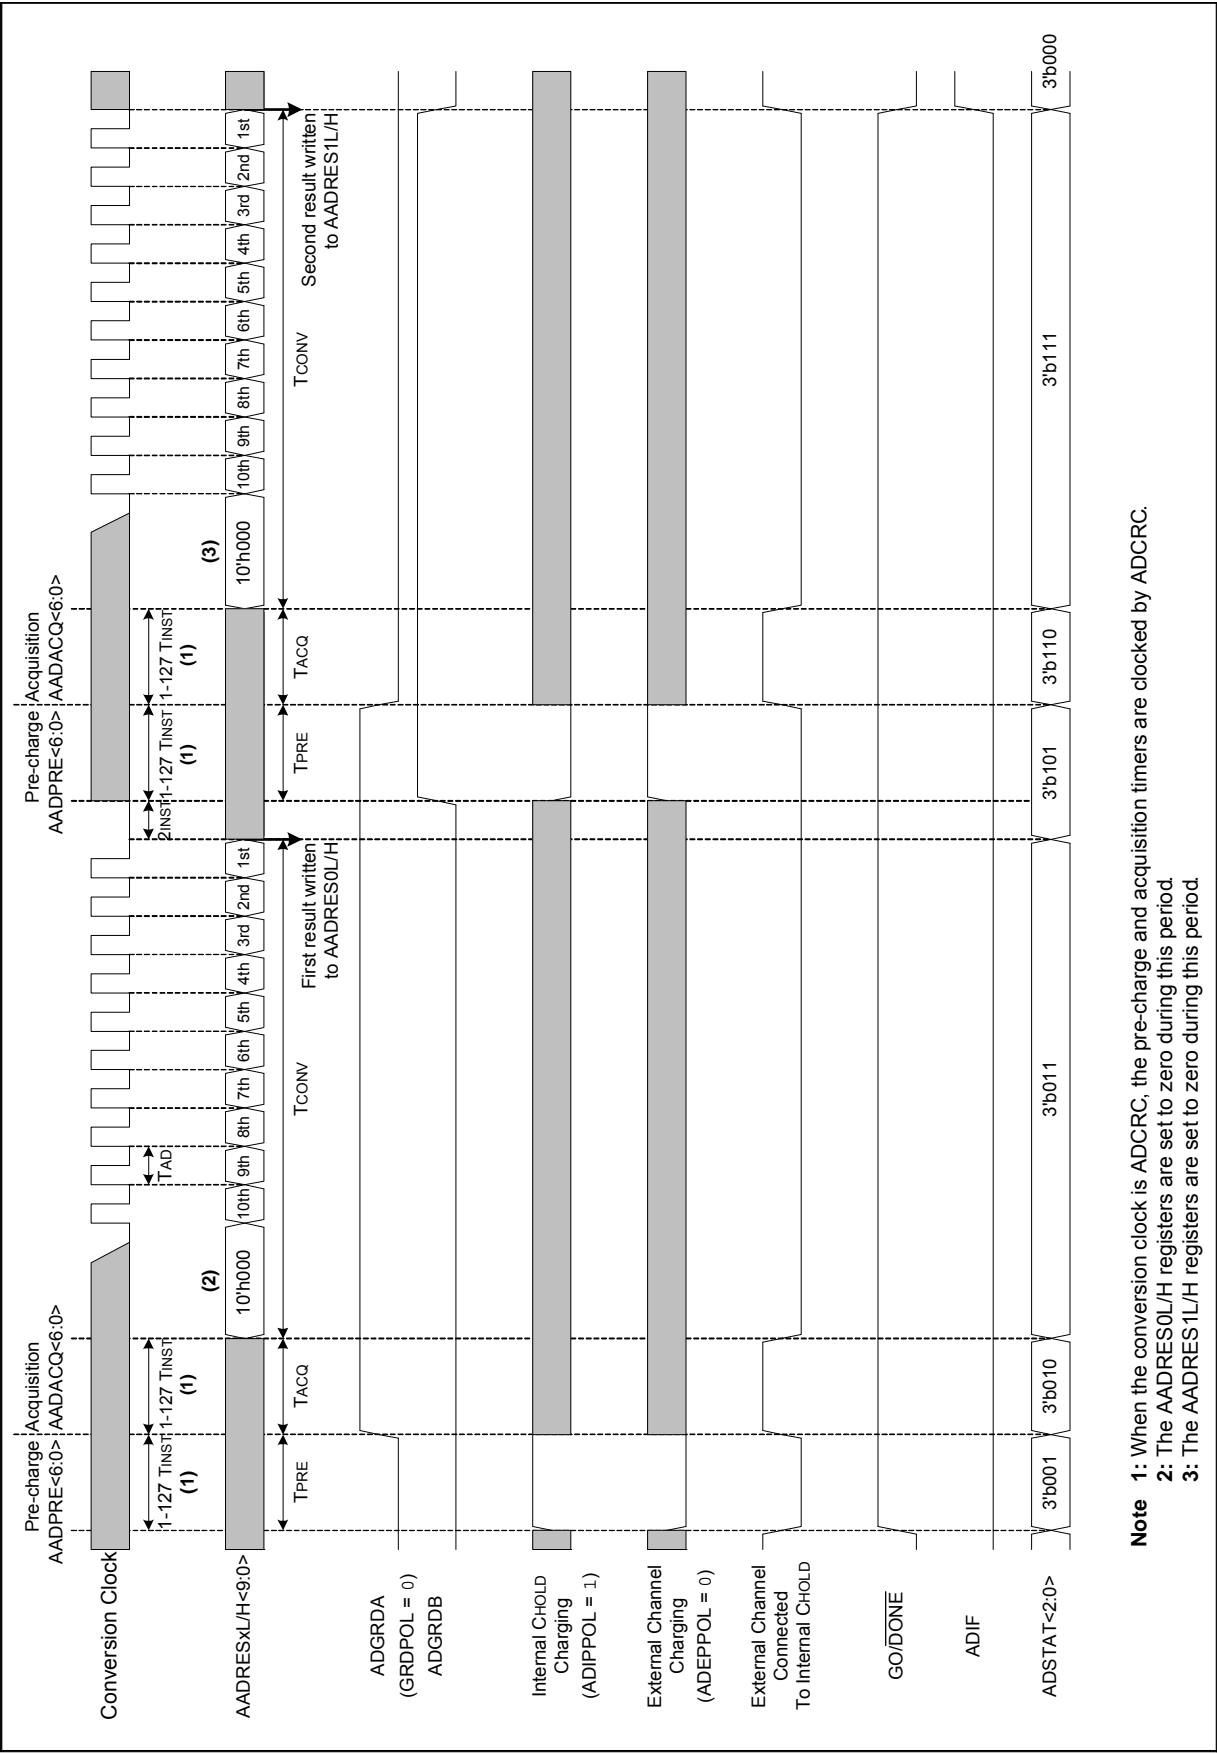 Pre-charge Acquisition
AADPRE<6:0> AADACQ<6:0>
Pre-charge Acquisition
AADPRE<6:0> AADACQ<6:0>
Conversion Clock
1-127 TINST
(1)
1-127 TINST
(1)
TAD
2INST
1-127 TINST
(1)
1-127 TINST
(1)
(2)
(3)
AADRESxL/H<9:0>
10'h000
10th
9th
8th
7th
6th
5th
4th
3rd
2nd
1st
10'h000
10th
9th
8th
7th
6th
5th
4th
3rd
2nd
1st
TPRE
TACQ
TCONV
First result written
to AADRES0L/H
TPRE
TACQ
TCONV
Second result written
to AADRES1L/H
ADGRDA
(GRDPOL = 0)
ADGRDB
Internal CHOLD
Charging
(ADIPPOL = 1)
External Channel
Charging
(ADEPPOL = 0)
External Channel
Connected
To Internal CHOLD
GO/DONE
ADIF
ADSTAT<2:0>
3'b001
3'b010
3'b011
3'b101
3'b110
3'b111
3'b000
Note 1: When the conversion clock is ADCRC, the pre-charge and acquisition timers are clocked by ADCRC.
2: The AADRES0L/H registers are set to zero during this period.
3: The AADRES1L/H registers are set to zero during this period.